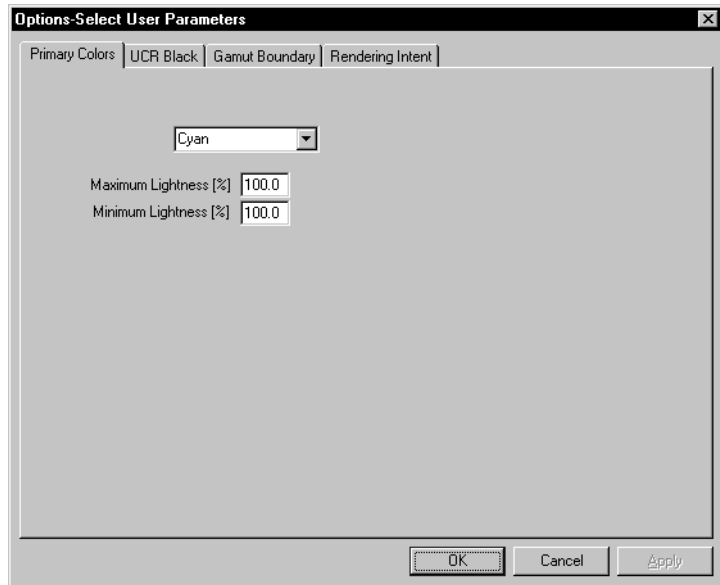 Options-Select User Parameters
Primary Colors UCR Black Gamut Boundary Rendering Intent
Cyan
Maximum Lightness [%] 100.0
Minimum Lightness [%] 100.0
OK Cancel Apply